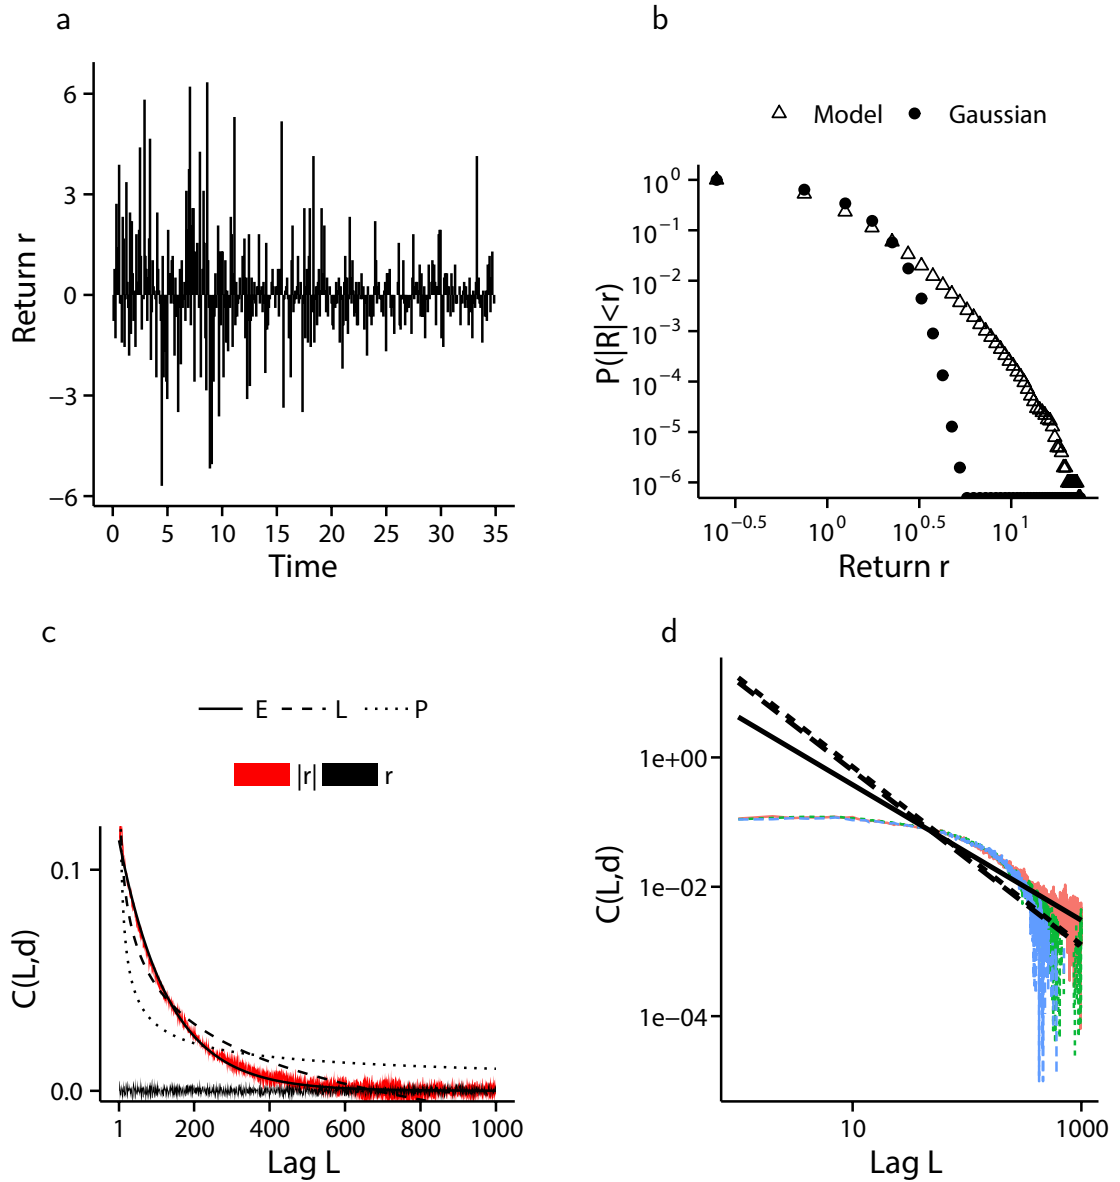 a
Return r
6
3
0
−3
−6
0 5 10 15 20 25 30 35
Time
b
Model Gaussian
P(|R|<r)
10^0
10^−1
10^−2
10^−3
10^−4
10^−5
10^−6
10^−0.5 10^0 10^0.5 10^1
Return r
c
E L P
|r| r
C(L,d)
0.1
0.0
1 200 400 600 800 1000
Lag L
d
C(L,d)
1e+00
1e−02
1e−04
10 1000
Lag L